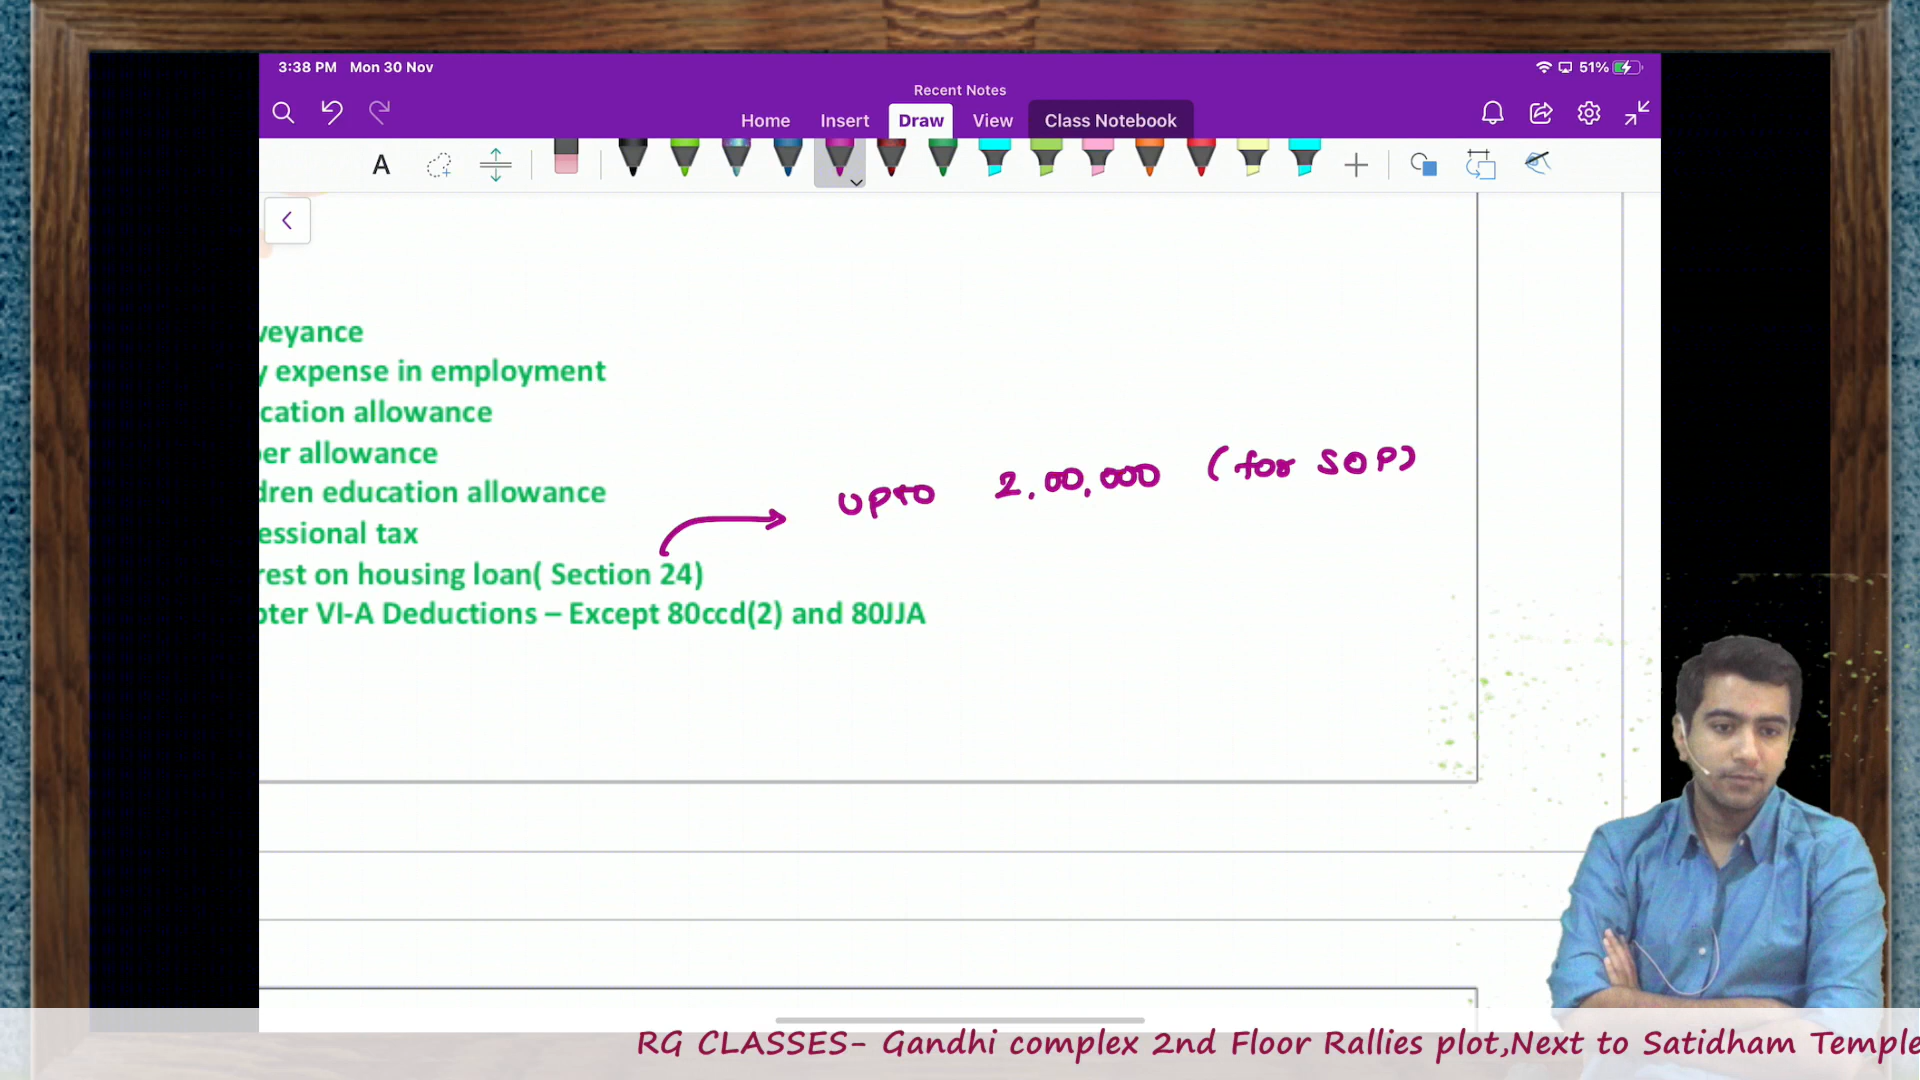 3:38 PM Mon 30 Nov
51%
Recent Notes
Home Insert Draw View Class Notebook
A
veyance
y expense in employment
cation allowance
er allowance
dren education allowance
essional tax
rest on housing loan( Section 24)
upto 2,00,000 (for SOP)
pter VI-A Deductions – Except 80ccd(2) and 80JJA
RG CLASSES- Gandhi complex 2nd Floor Rallies plot,Next to Satidham Temple